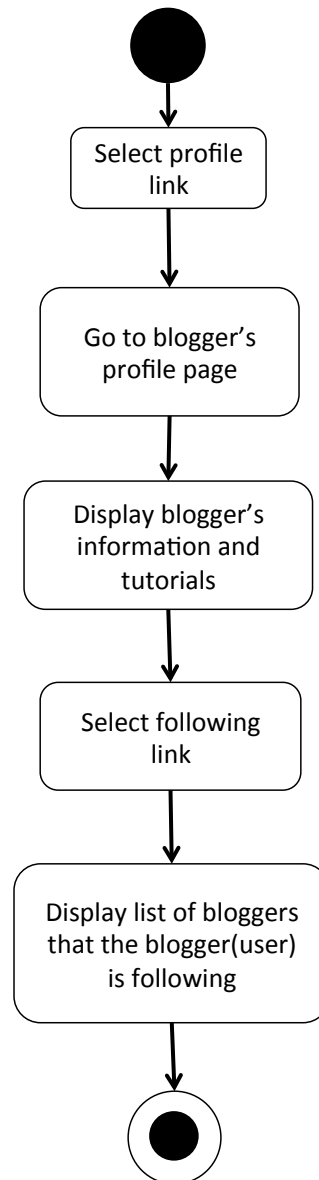 Select profile
link
Go to blogger’s
profile page
Display blogger’s
information and
tutorials
Select following
link
Display list of bloggers
that the blogger(user)
is following